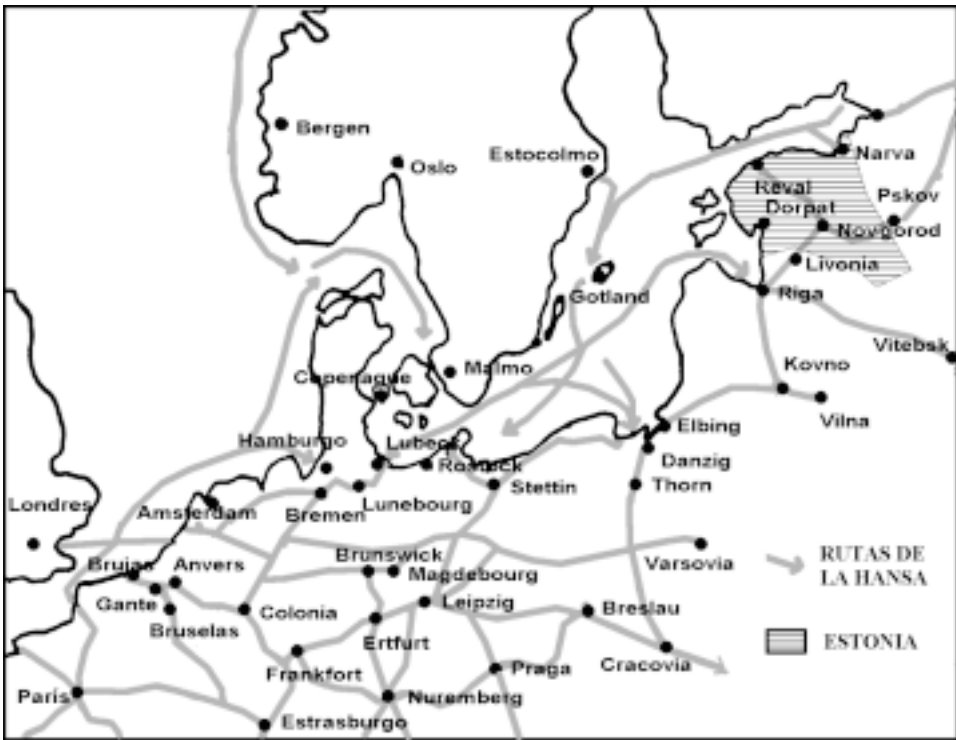 Bergen
Oslo
Estocolmo
Narva
Reval
Pskov
Dorpat
Novgorod
Livonia
Gotland
Riga
Vitebsk
Malmo
Kovno
Copenague
Vilna
Elbing
Hamburgo
Lubeck
Rostock
Danzig
Stettin
Thorn
Londres
Amsterdam
Bremen
Lunebourg
Brunswick
Varsovia
RUTAS DE
LA HANSA
Brujas
Anvers
Magdebourg
Gante
Colonia
Leipzig
Breslau
Bruselas
Ertfurt
ESTONIA
Frankfort
Praga
Cracovia
Paris
Nuremberg
Estrasburgo